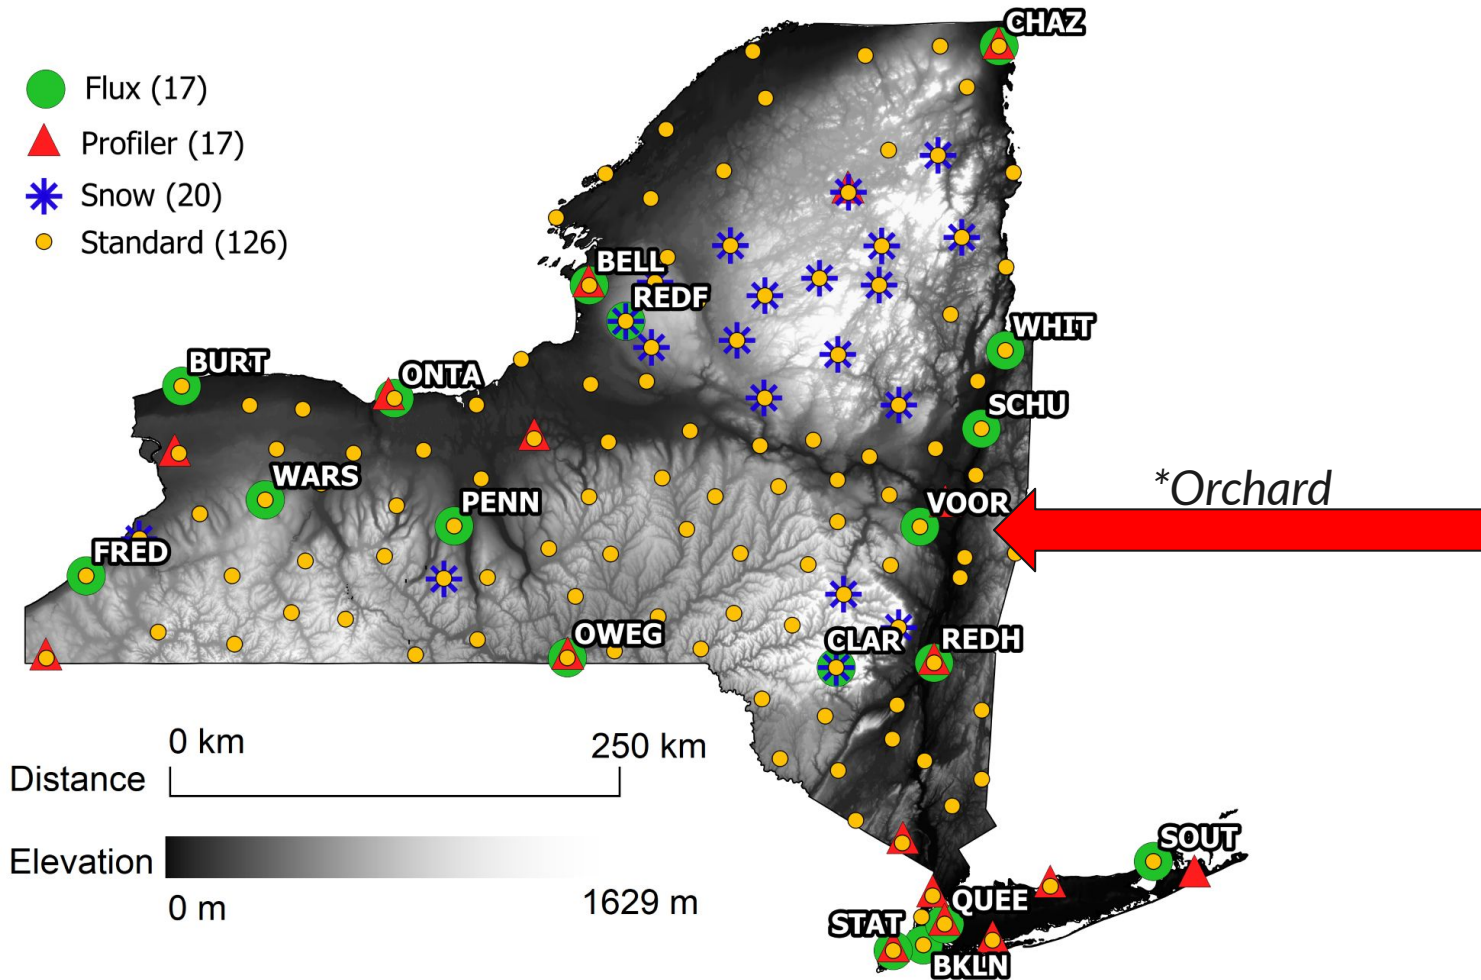 CHAZ
Flux (17)
Profiler (17)
Snow (20)
Standard (126)
BELL
REDF
WHIT
BURT
ONTA
SCHU
WARS
PENN
VOOR
*Orchard
FRED
OWEG
CLAR
REDH
0 km
250 km
Distance
Elevation
0 m
1629 m
SOUT
QUEE
STAT
BKLN